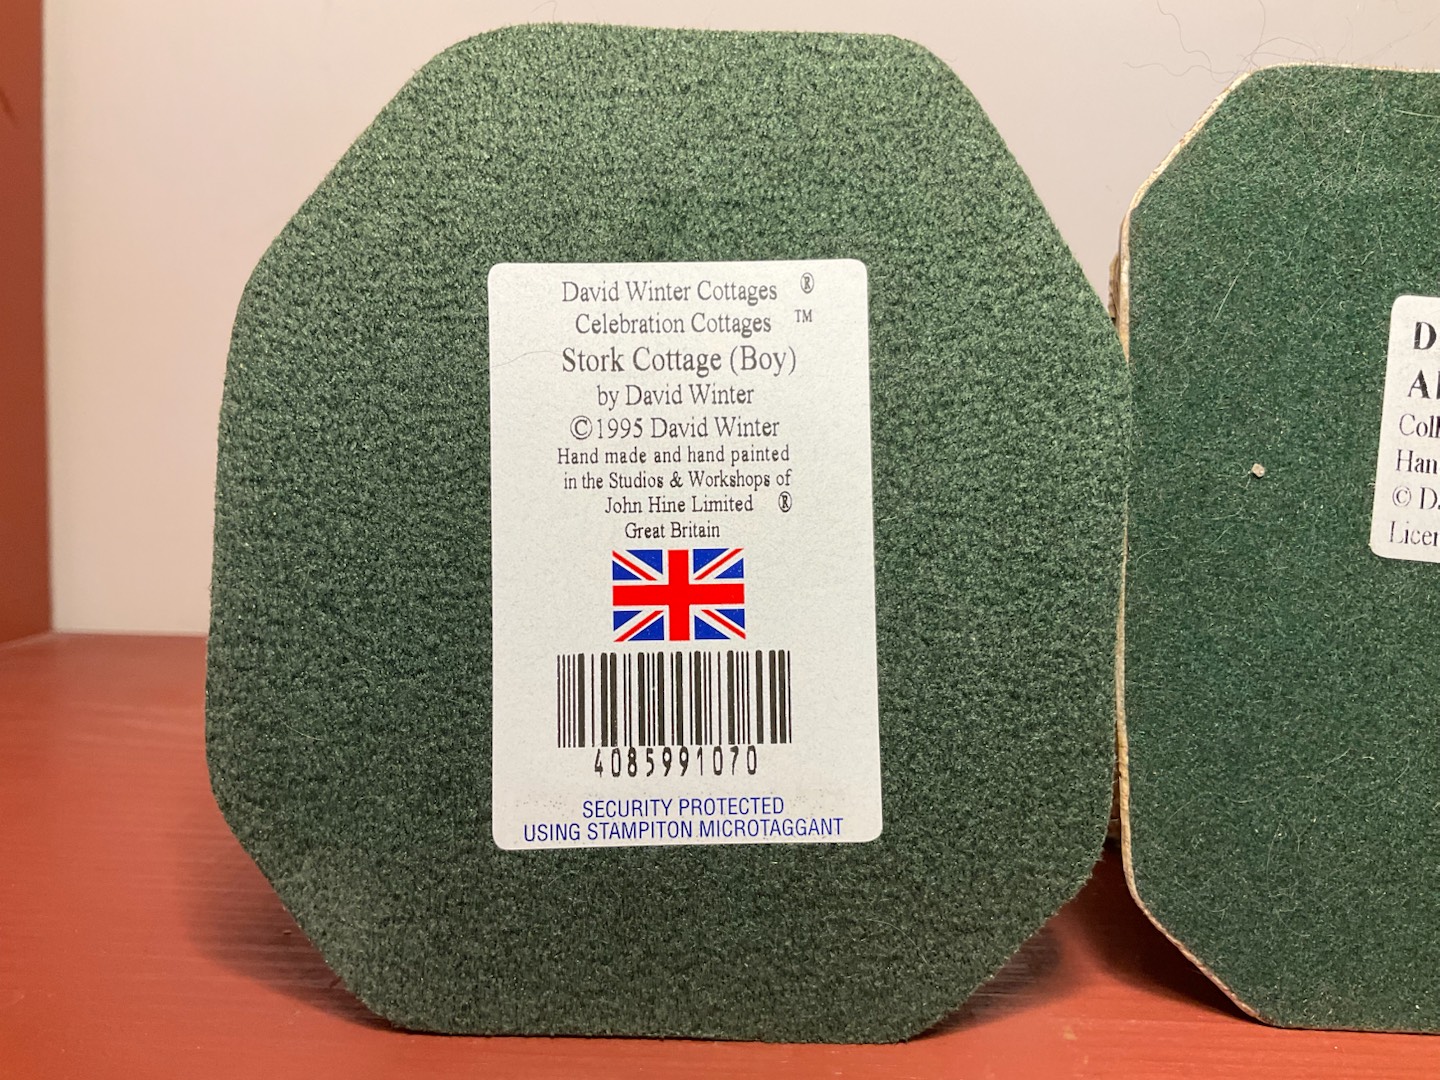 David Winter Cottages ®
Celebration Cottages ™
Stork Cottage (Boy)
by David Winter
©1995 David Winter
Hand made and hand painted
in the Studios & Workshops of
John Hine Limited ®
Great Britain
4085991070
SECURITY PROTECTED
USING STAMPITON MICROTAGGANT
©